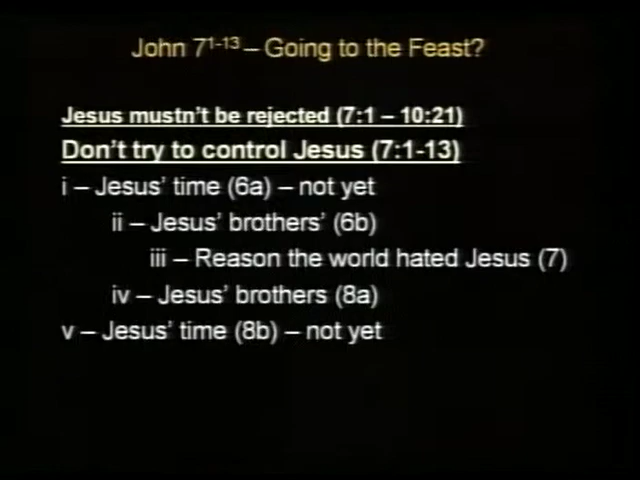 John 7¹⁻¹³ – Going to the Feast?
Jesus mustn't be rejected (7:1 – 10:21)
Don't try to control Jesus (7:1-13)
i – Jesus' time (6a) – not yet
ii – Jesus' brothers' (6b)
iii – Reason the world hated Jesus (7)
iv – Jesus' brothers (8a)
v – Jesus' time (8b) – not yet